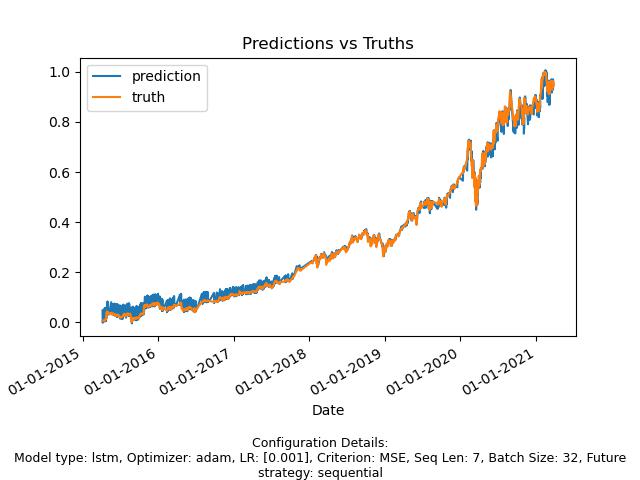 Predictions vs Truths
prediction
truth
1.0
0.8
0.6
0.4
0.2
0.0
01-01-2015
01-01-2016
01-01-2017
01-01-2018
01-01-2019
01-01-2020
01-01-2021
Date
Configuration Details:
Model type: lstm, Optimizer: adam, LR: [0.001], Criterion: MSE, Seq Len: 7, Batch Size: 32, Future
strategy: sequential